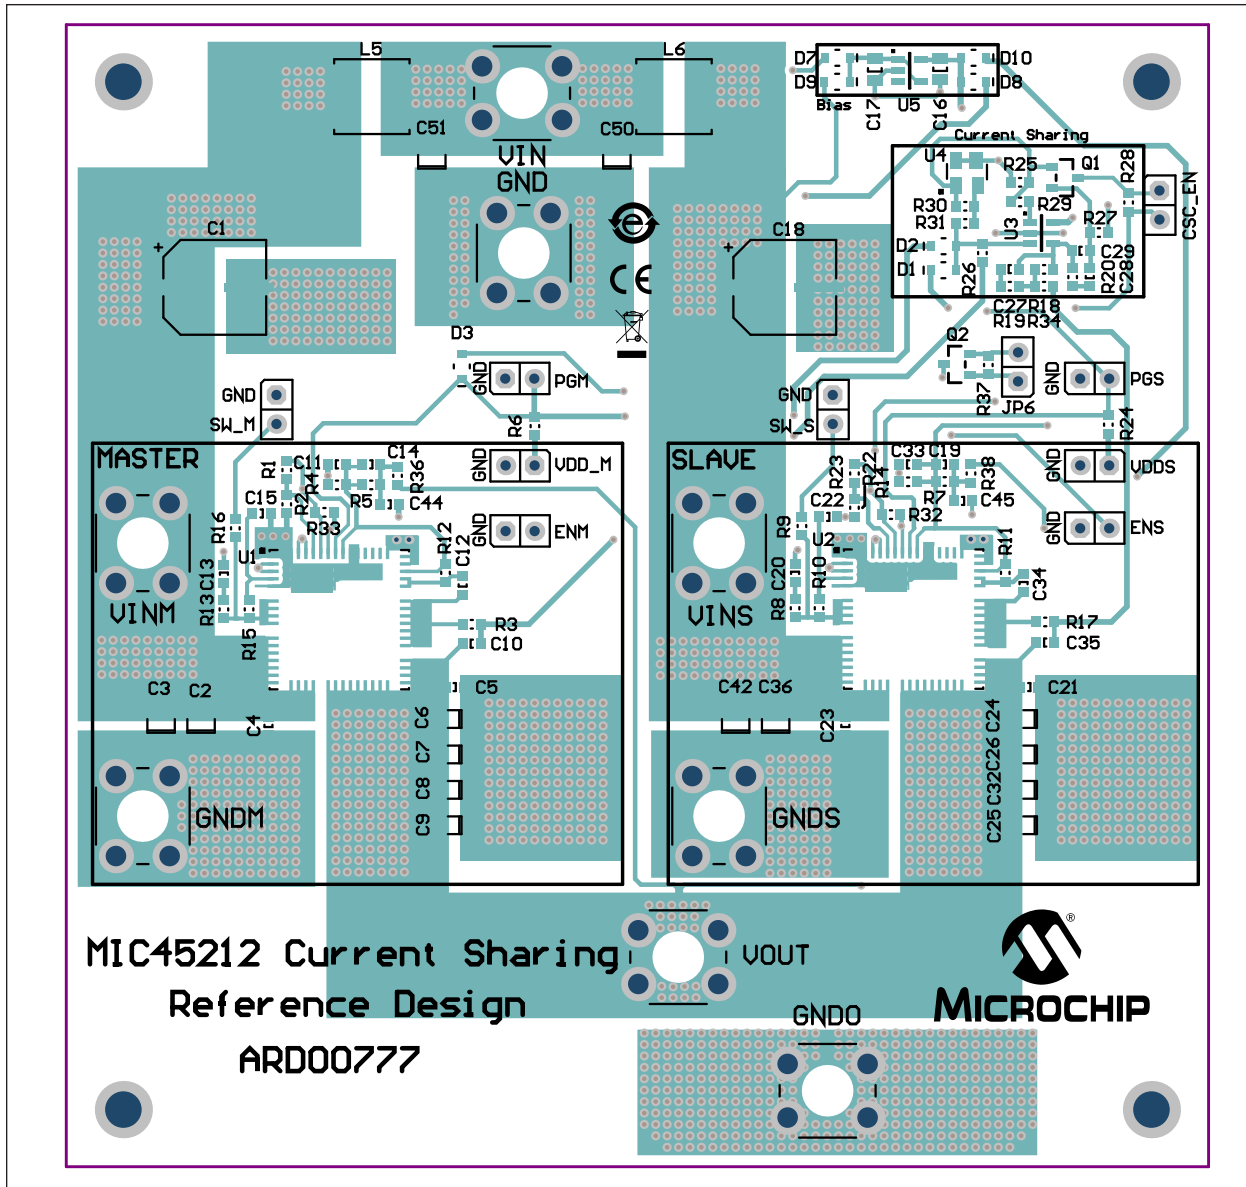 L5
L6
C51
C50
VIN
GND
D7
D9
D10
D8
Bias
C17
U5
C16
Current Sharing
U4
R25
Q1
R28
R30
R31
R29
U3
R27
CSC_EN
D2
D1
R26
C29
R20
C28
C27
R18
R19
R34
C1
+
C18
+
CE
D3
Q2
R37
JP6
GND
SW_M
GND
PGM
R6
GND
SW_S
GND
PGS
R24
MASTER
GND
VDD_M
R1
C11
R4
C14
R36
C15
R2
R5
C44
R33
R16
U1
GND
ENM
R12
C12
C13
R13
R15
VINM
R3
C10
C3
C2
C4
C5
C6
C7
C8
C9
GNDM
SLAVE
GND
VDDS
R23
R22
R14
C33
C19
R38
R7
C45
C22
R32
R9
U2
GND
ENS
R11
C34
C20
R10
R8
VINS
R17
C35
C42
C36
C23
C21
C24
C26
C32
C25
GNDS
MIC45212 Current Sharing
Reference Design
ARD00777
VOUT
GNDO
®
MICROCHIP